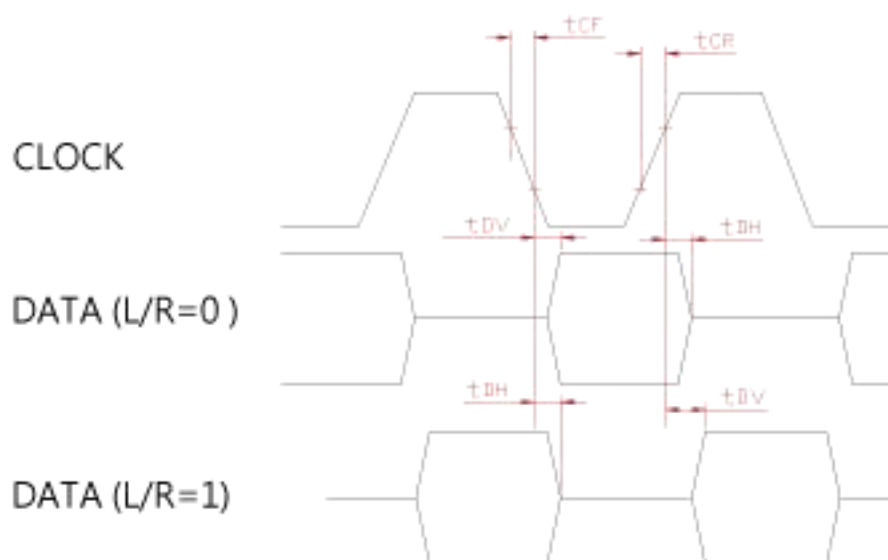 tCF
tCR
CLOCK
tDV
tDH
DATA (L/R=0 )
tDH
tDV
DATA (L/R=1)